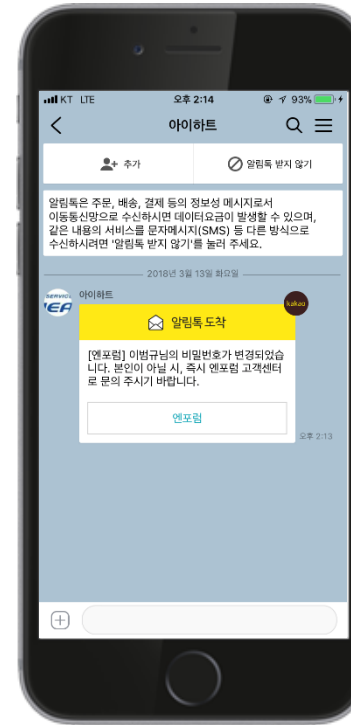 KT LTE 오후 2:14 93%
아이하트
추가 알림톡 받지 않기
알림톡은 주문, 배송, 결제 등의 정보성 메시지로서
이동통신망으로 수신하시면 데이터요금이 발생할 수 있으며,
같은 내용의 서비스를 문자메시지(SMS) 등 다른 방식으로
수신하시려면 '알림톡 받지 않기'를 눌러 주세요.
2018년 3월 13일 화요일
아이하트
kakao
알림톡 도착
[엔포럼] 이범규님의 비밀번호가 변경되었습
니다. 본인이 아닐 시, 즉시 엔포럼 고객센터
로 문의 주시기 바랍니다.
엔포럼
오후 2:13